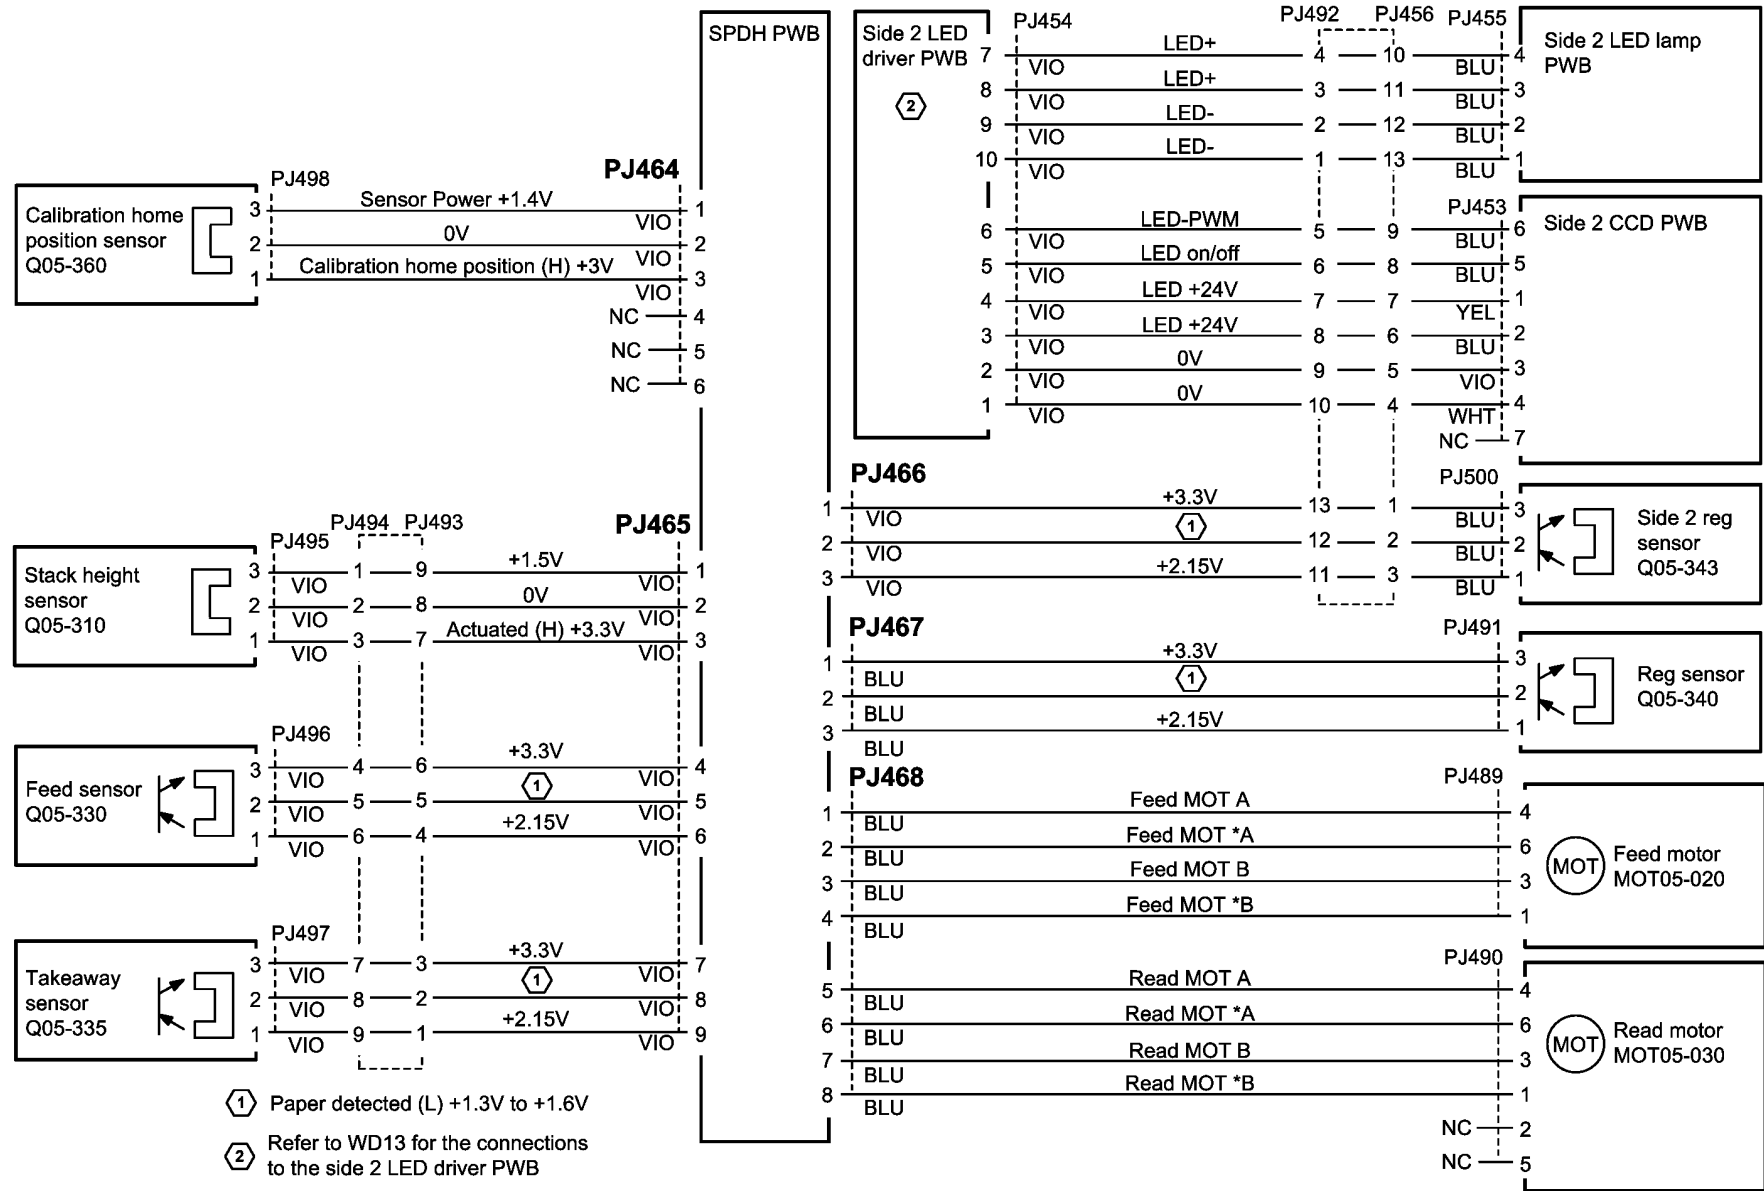 SPDH PWB
Side 2 LED
driver PWB
2
PJ454
PJ492 PJ456 PJ455
Side 2 LED lamp
PWB
7 VIO LED+ 4 10 BLU 4
8 VIO LED+ 3 11 BLU 3
9 VIO LED- 2 12 BLU 2
10 VIO LED- 1 13 BLU 1
PJ453
Side 2 CCD PWB
6 VIO LED-PWM 5 9 BLU 6
5 VIO LED on/off 6 8 BLU 5
4 VIO LED +24V 7 7 YEL 1
3 VIO LED +24V 8 6 BLU 2
2 VIO 0V 9 5 VIO 3
1 VIO 0V 10 4 WHT 4
NC 7
Calibration home
position sensor
Q05-360
PJ498
PJ464
3 Sensor Power +1.4V VIO 1
2 0V VIO 2
1 Calibration home position (H) +3V VIO 3
NC 4
NC 5
NC 6
PJ466
PJ500
1 VIO +3.3V 13 1 BLU 3
2 VIO 1 12 2 BLU 2
3 VIO +2.15V 11 3 BLU 1
Side 2 reg
sensor
Q05-343
Stack height
sensor
Q05-310
PJ495
PJ494 PJ493
PJ465
3 VIO 1 9 +1.5V VIO 1
2 VIO 2 8 0V VIO 2
1 VIO 3 7 Actuated (H) +3.3V VIO 3
PJ467
PJ491
1 BLU +3.3V 3
2 BLU 1 2
3 BLU +2.15V 1
Reg sensor
Q05-340
Feed sensor
Q05-330
PJ496
3 VIO 4 6 +3.3V VIO 4
2 VIO 5 5 1 VIO 5
1 VIO 6 4 +2.15V VIO 6
PJ468
PJ489
1 BLU Feed MOT A 4
2 BLU Feed MOT *A 6
3 BLU Feed MOT B 3
4 BLU Feed MOT *B 1
MOT
Feed motor
MOT05-020
Takeaway
sensor
Q05-335
PJ497
3 VIO 7 3 +3.3V VIO 7
2 VIO 8 2 1 VIO 8
1 VIO 9 1 +2.15V VIO 9
PJ490
5 BLU Read MOT A 4
6 BLU Read MOT *A 6
7 BLU Read MOT B 3
8 BLU Read MOT *B 1
NC 2
NC 5
MOT
Read motor
MOT05-030
1 Paper detected (L) +1.3V to +1.6V
2 Refer to WD13 for the connections
to the side 2 LED driver PWB